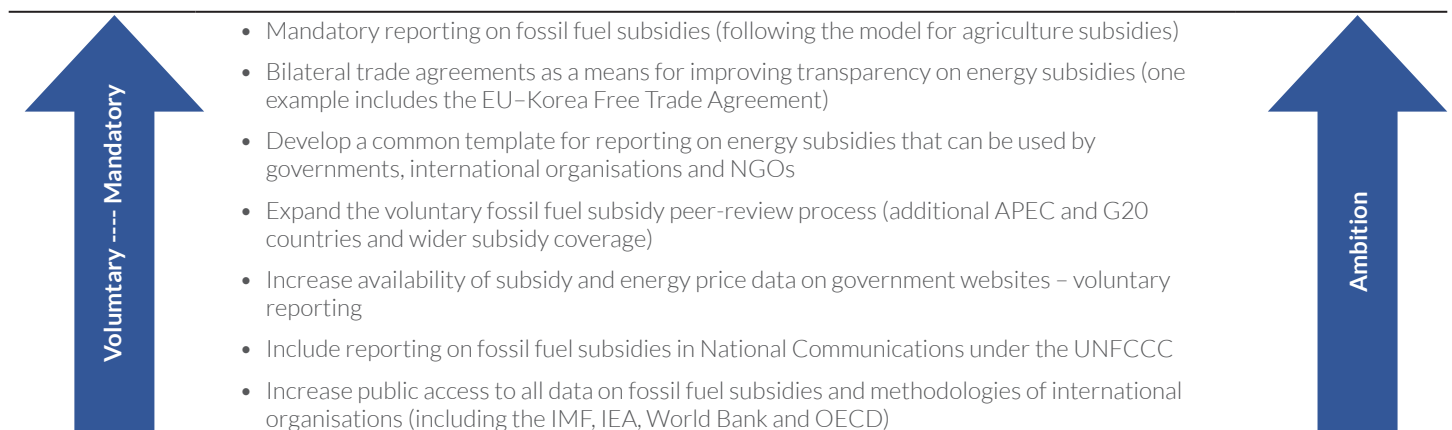 Volumtary ---- Mandatory
• Mandatory reporting on fossil fuel subsidies (following the model for agriculture subsidies)
• Bilateral trade agreements as a means for improving transparency on energy subsidies (one
example includes the EU–Korea Free Trade Agreement)
• Develop a common template for reporting on energy subsidies that can be used by
governments, international organisations and NGOs
• Expand the voluntary fossil fuel subsidy peer-review process (additional APEC and G20
countries and wider subsidy coverage)
• Increase availability of subsidy and energy price data on government websites – voluntary
reporting
• Include reporting on fossil fuel subsidies in National Communications under the UNFCCC
• Increase public access to all data on fossil fuel subsidies and methodologies of international
organisations (including the IMF, IEA, World Bank and OECD)
Ambition